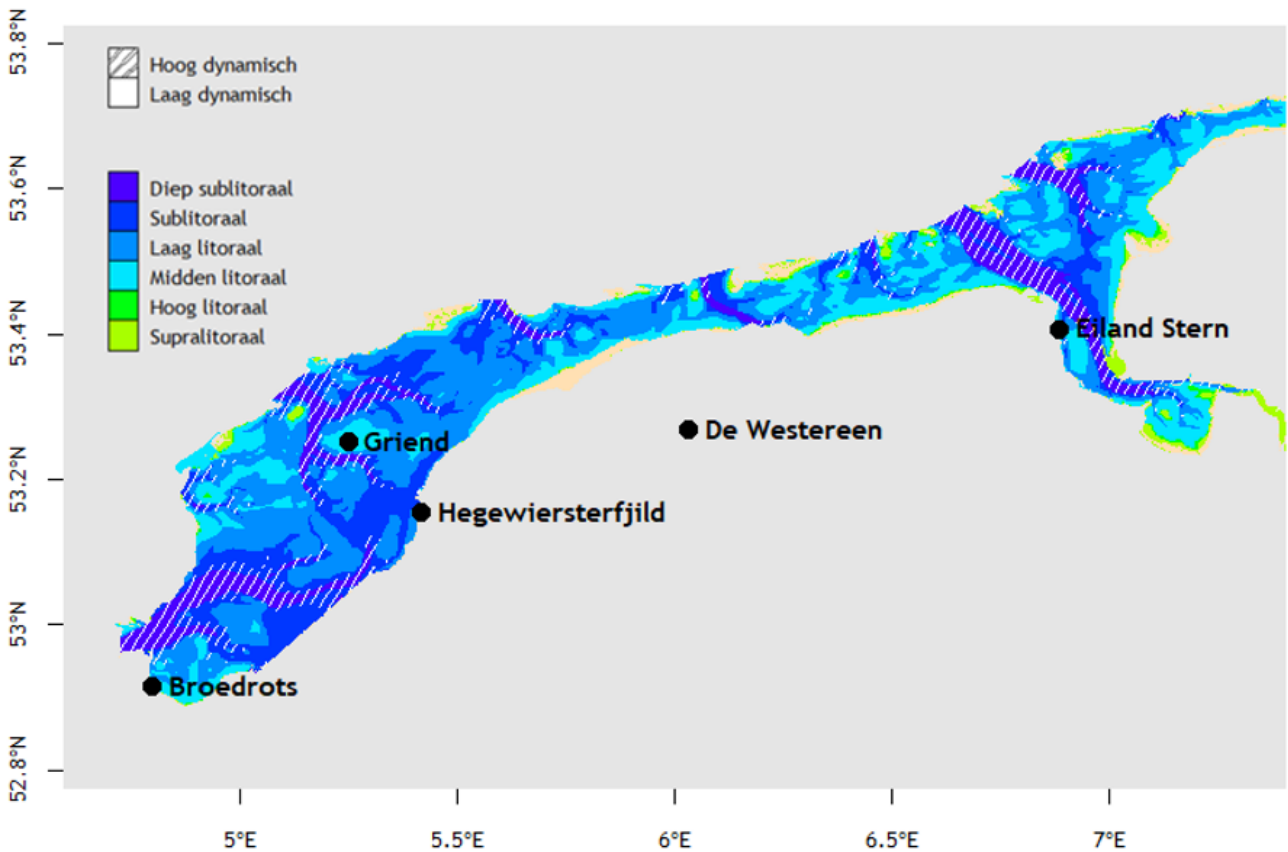 53.8°N
53.6°N
53.4°N
53.2°N
53°N
52.8°N
Hoog dynamisch
Laag dynamisch
Diep sublitoraal
Sublitoraal
Laag litoraal
Midden litoraal
Hoog litoraal
Supralitoraal
Eiland Stern
De Westereen
Griend
Hegewiersterfjild
Broedrots
5°E
5.5°E
6°E
6.5°E
7°E